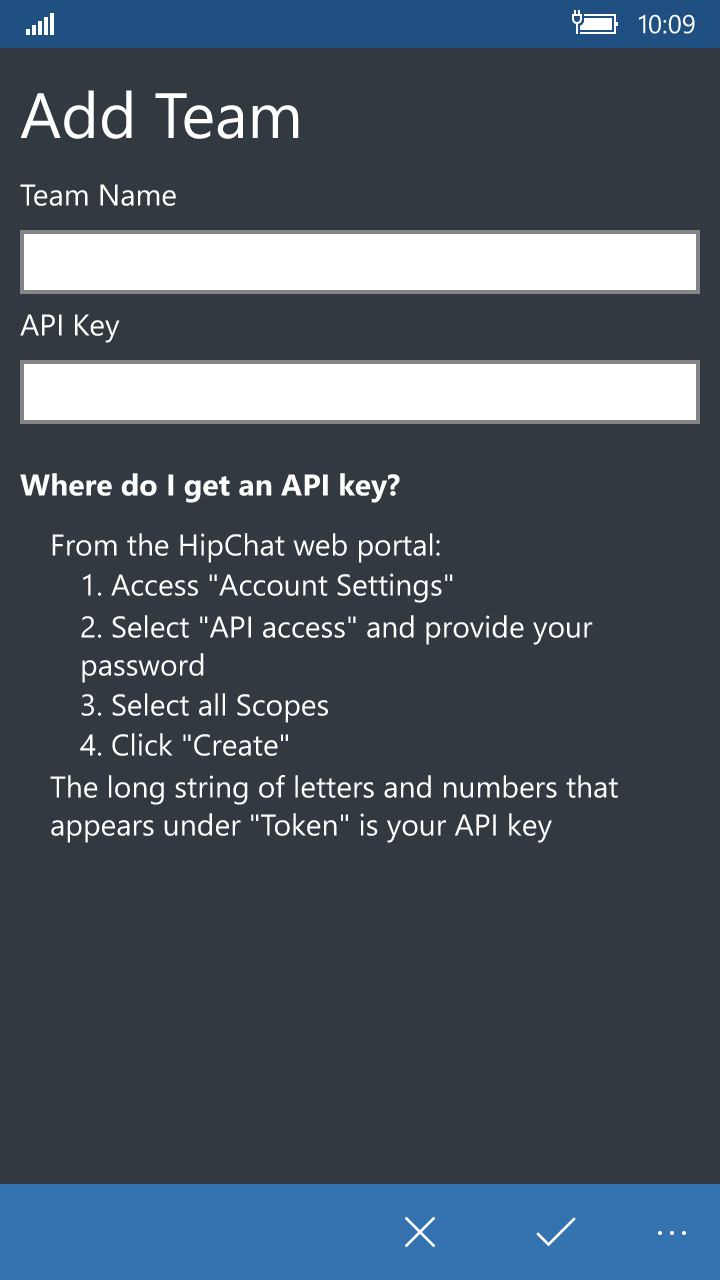 10:09
Add Team
Team Name
API Key
Where do I get an API key?
From the HipChat web portal:
1. Access "Account Settings"
2. Select "API access" and provide your
password
3. Select all Scopes
4. Click "Create"
The long string of letters and numbers that
appears under "Token" is your API key